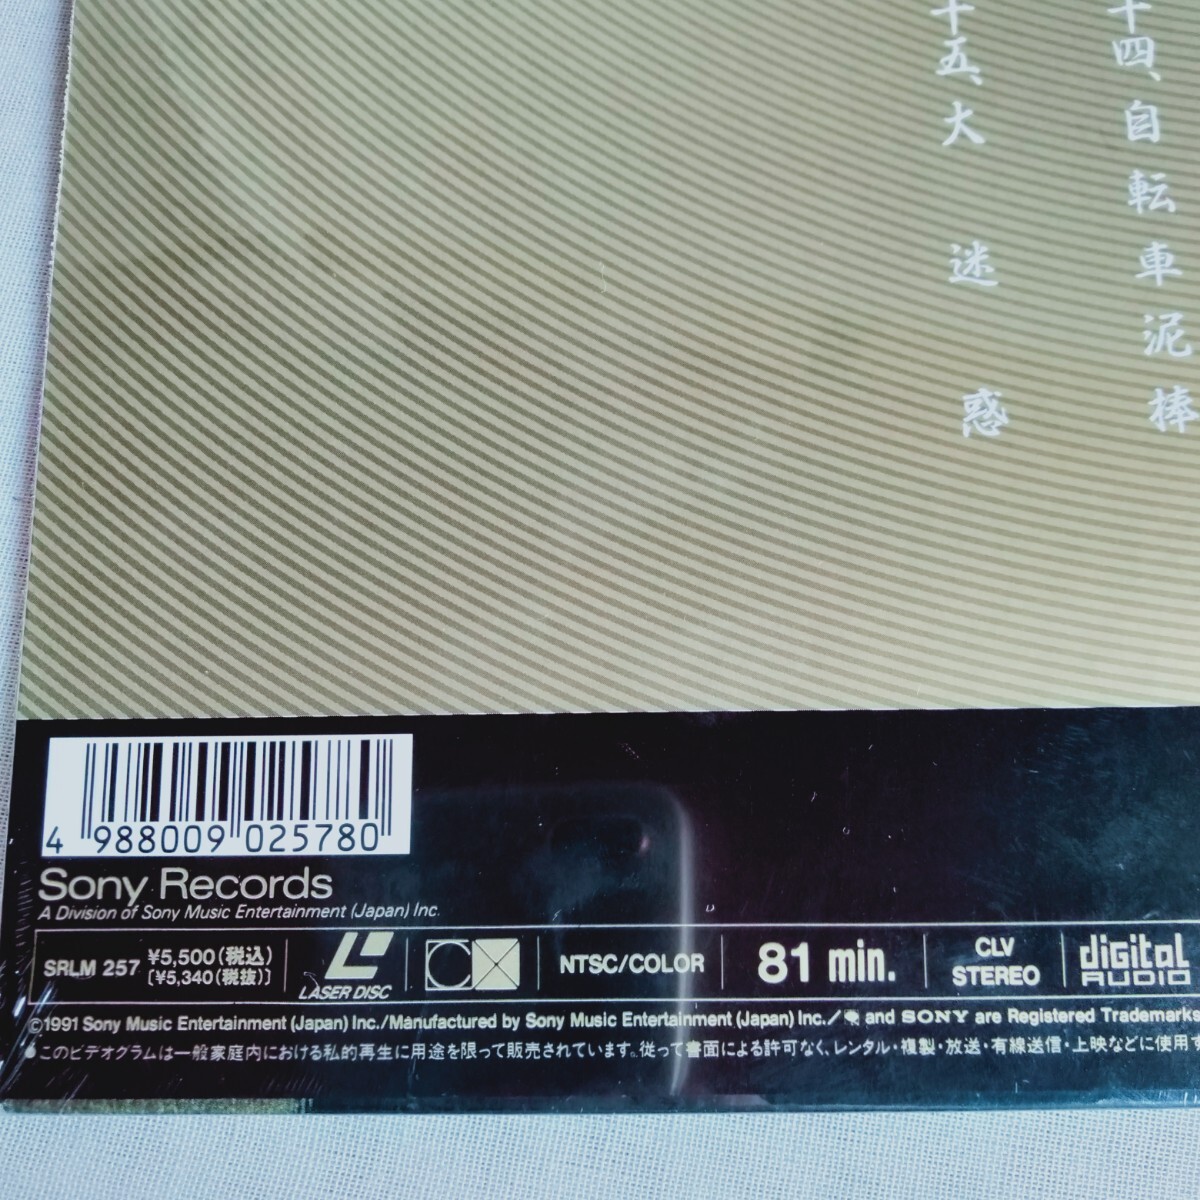 十四、自転車泥棒
十五、大迷惑
4 988009 025780
Sony Records
A Division of Sony Music Entertainment (Japan) Inc.
SRLM 257
¥5,500(税込)
[¥5,340(税抜)]
LASER DISC
NTSC/COLOR
81 min.
CLV
STEREO
digital
AUDIO
©1991 Sony Music Entertainment (Japan) Inc./Manufactured by Sony Music Entertainment (Japan) Inc./ and SONY are Registered Trademarks
●このビデオグラムは一般家庭内における私的再生に用途を限って販売されています。従って書面による許可なく、レンタル・複製・放送・有線送信・上映などに使用す